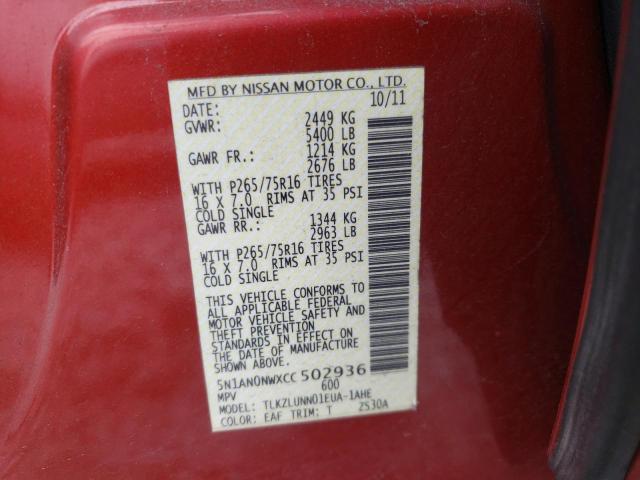 MFD BY NISSAN MOTOR CO., LTD.
DATE: 10/11
GVWR: 2449 KG
5400 LB
GAWR FR.: 1214 KG
2676 LB
WITH P265/75R16 TIRES
16 X 7.0 RIMS AT 35 PSI
COLD SINGLE
GAWR RR.: 1344 KG
2963 LB
WITH P265/75R16 TIRES
16 X 7.0 RIMS AT 35 PSI
COLD SINGLE
THIS VEHICLE CONFORMS TO
ALL APPLICABLE FEDERAL
MOTOR VEHICLE SAFETY AND
THEFT PREVENTION
STANDARDS IN EFFECT ON
THE DATE OF MANUFACTURE
SHOWN ABOVE.
5N1AN0NWXCC 502936
MPV 600
MODEL: TLKZLUNN01EUA-1AHE
COLOR: EAF TRIM: T ZS30A